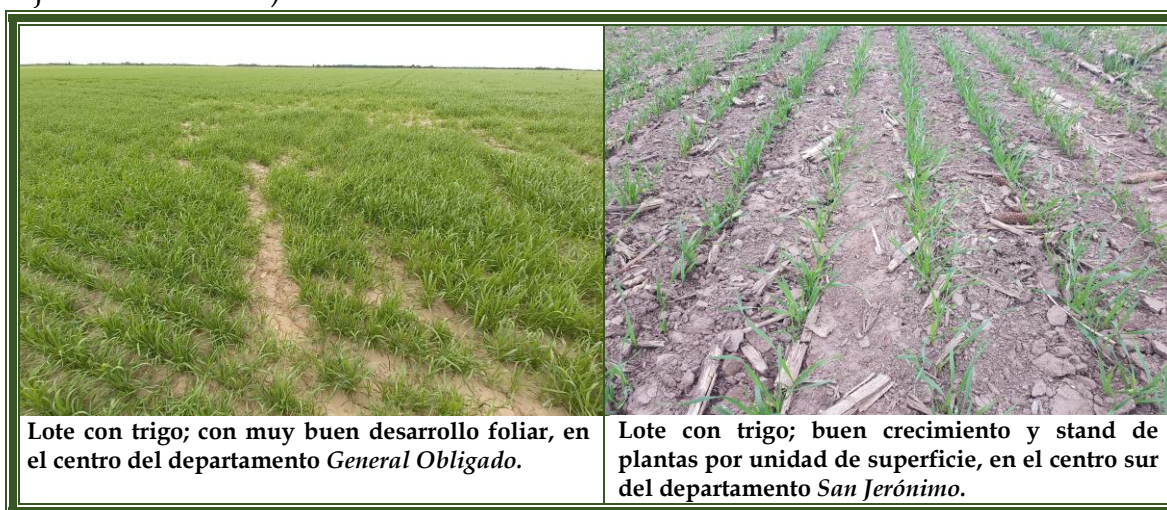 Lote con trigo; con muy buen desarrollo foliar, en
el centro del departamento General Obligado.
Lote con trigo; buen crecimiento y stand de
plantas por unidad de superficie, en el centro sur
del departamento San Jerónimo.